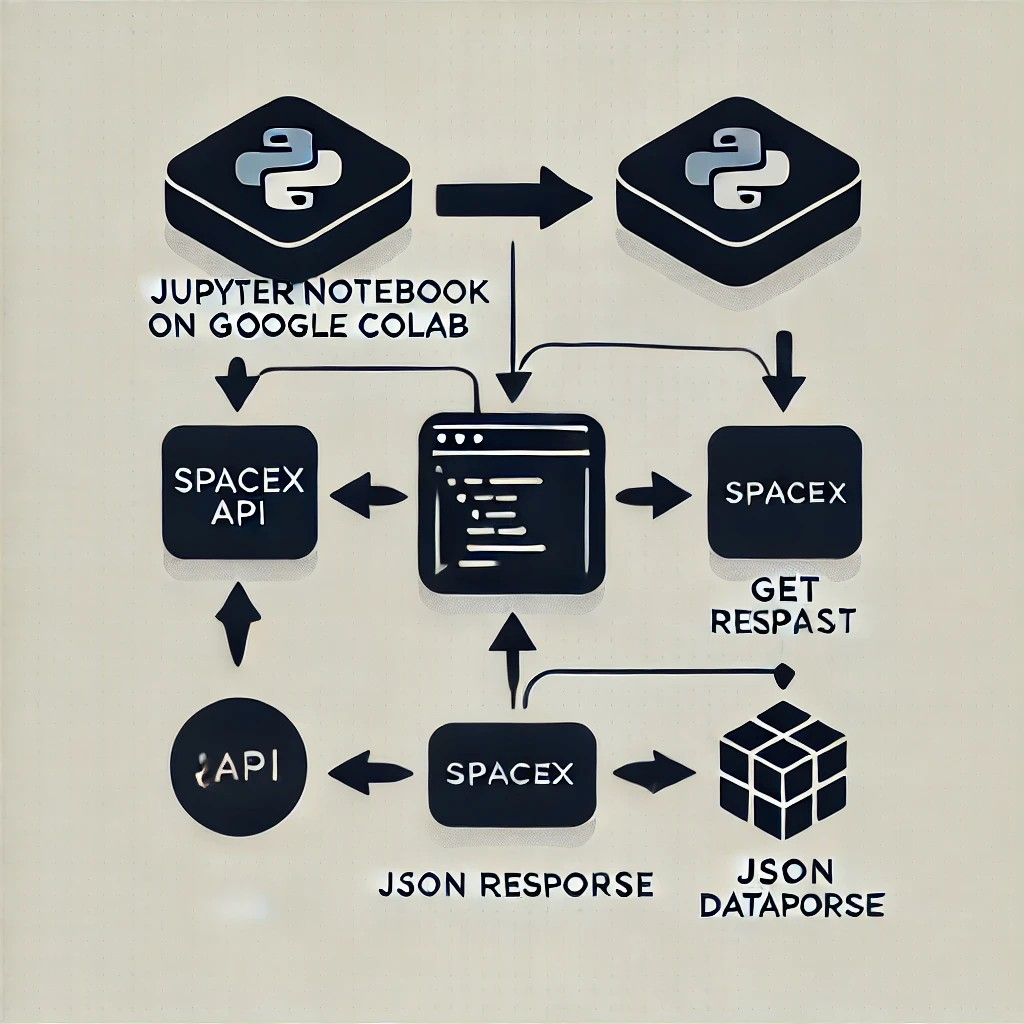 JUPYTER NOTEBOOK
ON GOOGLE COLAB
SPACEX
API
SPACEX
GET
RESPAST
API
SPACEX
JSON RESPORSE
JSON
DATAPORSE